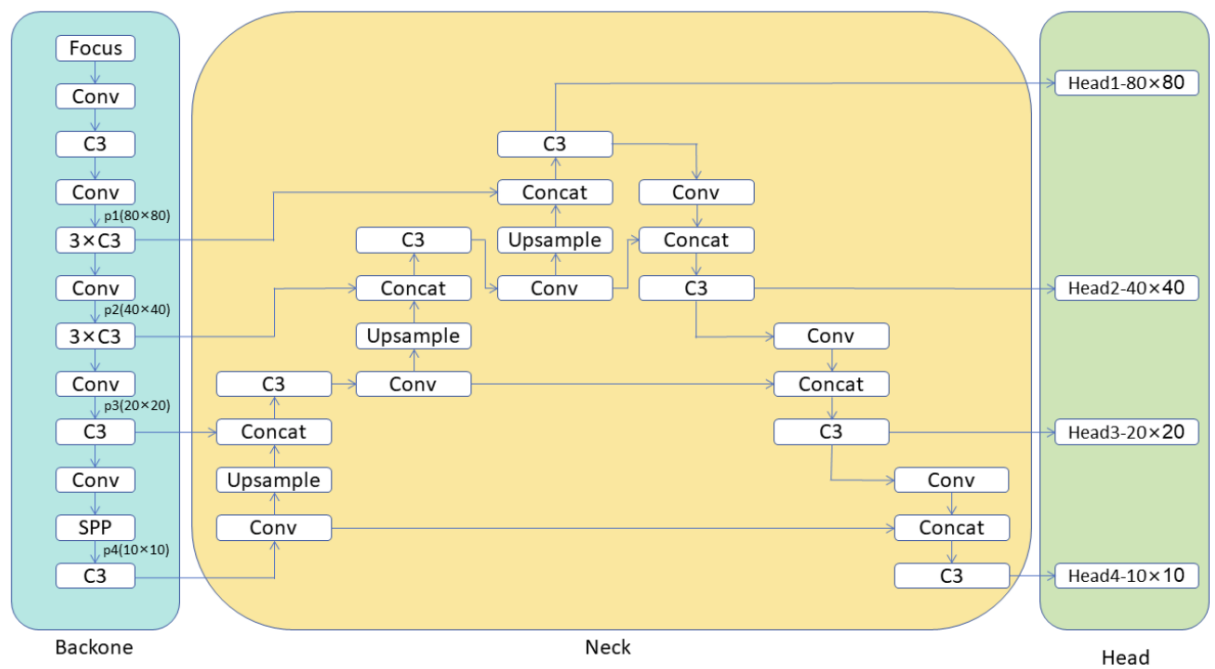 Focus
Conv
C3
Conv
p1(80×80)
3×C3
Conv
p2(40×40)
3×C3
Conv
p3(20×20)
C3
Conv
SPP
p4(10×10)
C3
Backone
C3
Concat
Upsample
Conv
C3
Concat
Upsample
Conv
C3
Concat
Upsample
Conv
Conv
Concat
C3
Conv
Concat
C3
Conv
Concat
C3
Neck
Head1-80×80
Head2-40×40
Head3-20×20
Head4-10×10
Head